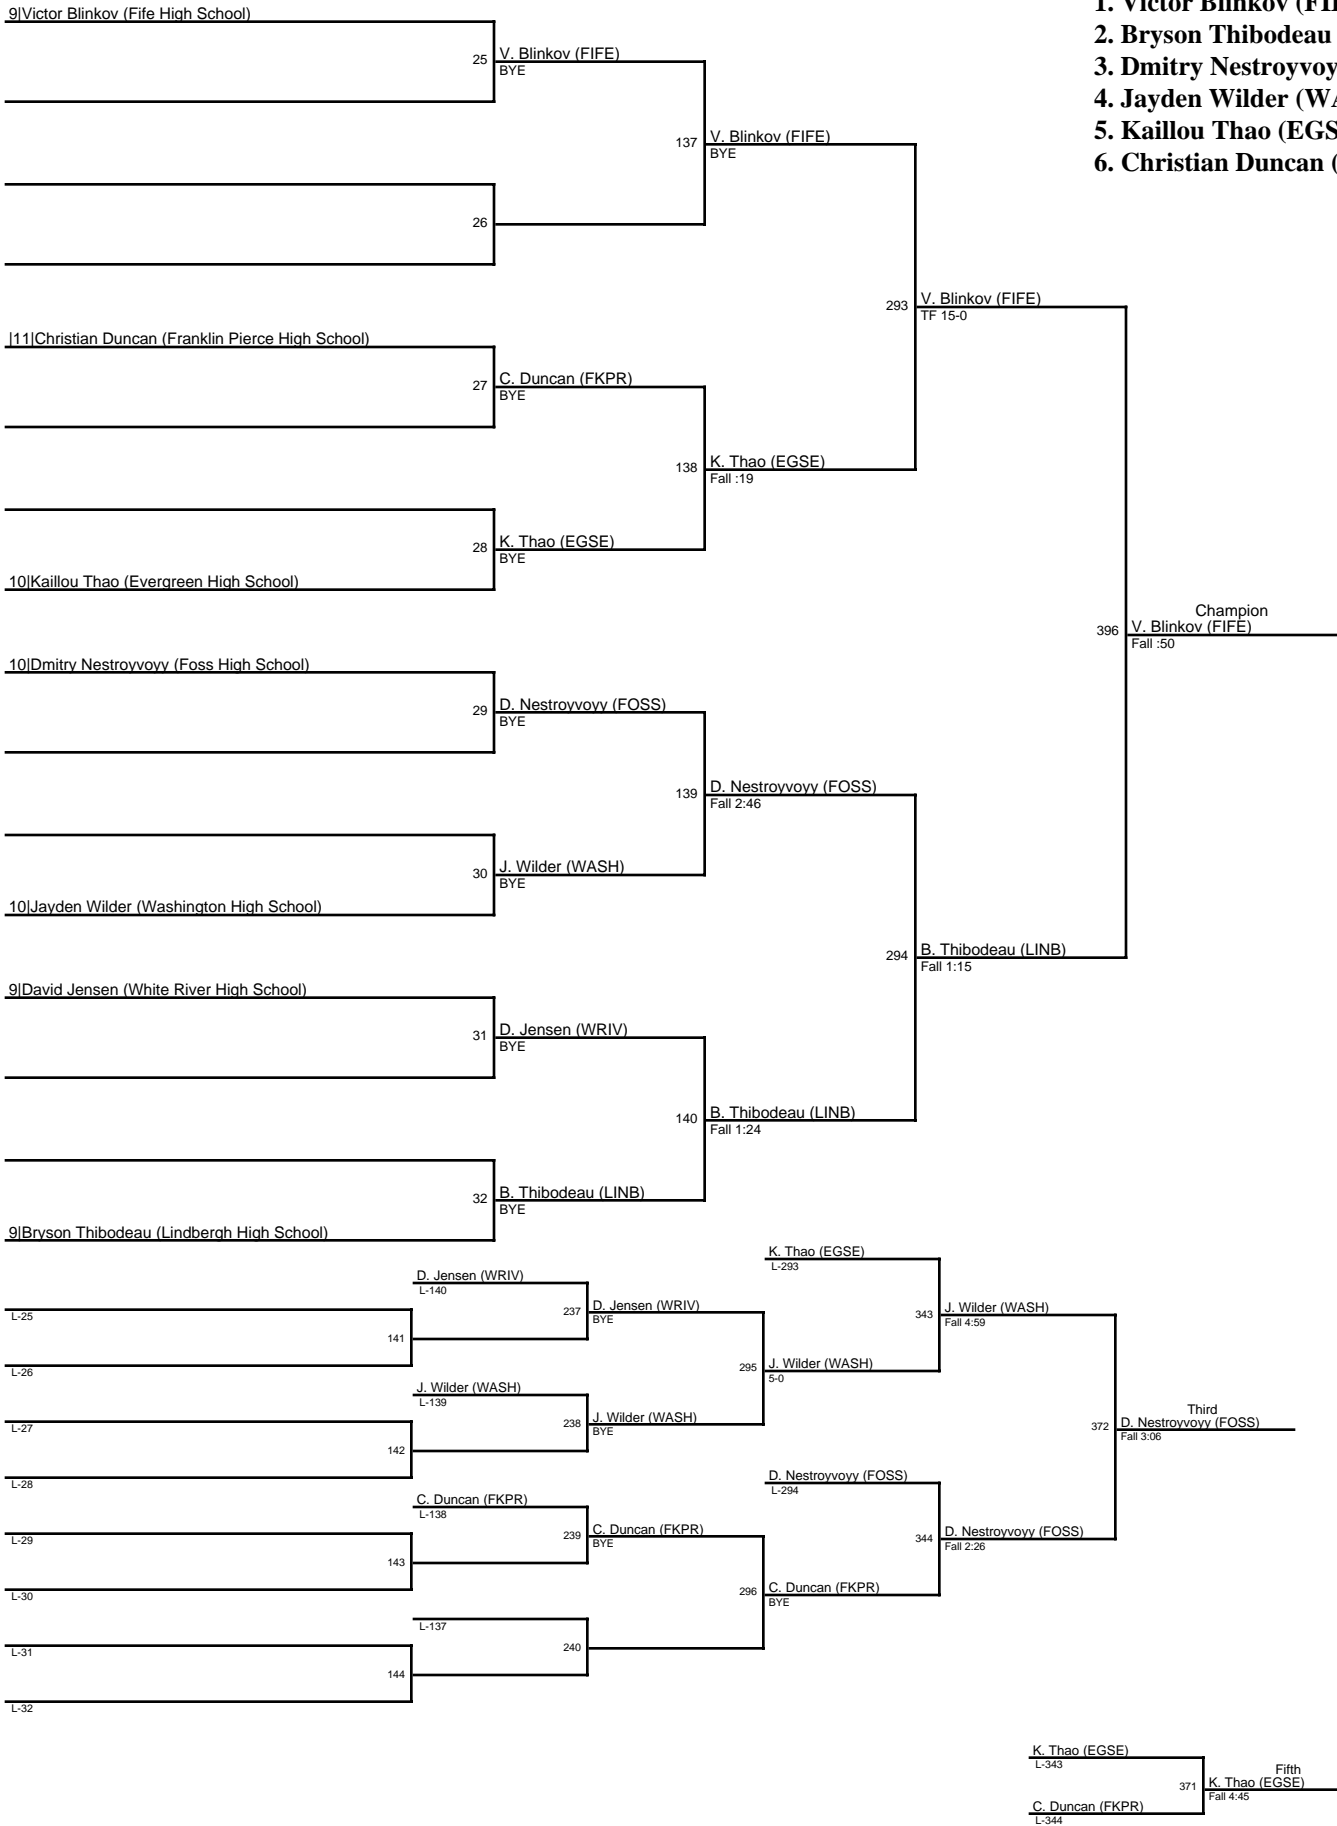 9|Victor Blinkov (Fife High School)
1. Victor Blinkov
2. Bryson Thibodeau
3. Dmitry Nestroyvoy
4. Jayden Wilder
5. Kaillou Thao (EGS
6. Christian Duncan (
25 V. Blinkov (FIFE)
BYE
137 V. Blinkov (FIFE)
BYE
26
293 V. Blinkov (FIFE)
TF 15-0
|11|Christian Duncan (Franklin Pierce High School)
27 C. Duncan (FKPR)
BYE
138 K. Thao (EGSE)
Fall :19
28 K. Thao (EGSE)
BYE
10|Kaillou Thao (Evergreen High School)
Champion
396 V. Blinkov (FIFE)
Fall :50
10|Dmitry Nestroyvoyy (Foss High School)
29 D. Nestroyvoyy (FOSS)
BYE
139 D. Nestroyvoyy (FOSS)
Fall 2:46
30 J. Wilder (WASH)
BYE
10|Jayden Wilder (Washington High School)
294 B. Thibodeau (LINB)
Fall 1:15
9|David Jensen (White River High School)
31 D. Jensen (WRIV)
BYE
140 B. Thibodeau (LINB)
Fall 1:24
32 B. Thibodeau (LINB)
BYE
9|Bryson Thibodeau (Lindbergh High School)
K. Thao (EGSE)
L-293
D. Jensen (WRIV)
L-140
237 D. Jensen (WRIV)
BYE
343 J. Wilder (WASH)
Fall 4:59
L-25
141
L-26
295 J. Wilder (WASH)
5-0
J. Wilder (WASH)
L-139
238 J. Wilder (WASH)
BYE
L-27
142
L-28
Third
372 D. Nestroyvoyy (FOSS)
Fall 3:06
D. Nestroyvoyy (FOSS)
L-294
C. Duncan (FKPR)
L-138
239 C. Duncan (FKPR)
BYE
344 D. Nestroyvoyy (FOSS)
Fall 2:26
L-29
143
L-30
296 C. Duncan (FKPR)
BYE
L-137
240
L-31
144
L-32
K. Thao (EGSE)
L-343
Fifth
371 K. Thao (EGSE)
Fall 4:45
C. Duncan (FKPR)
L-344